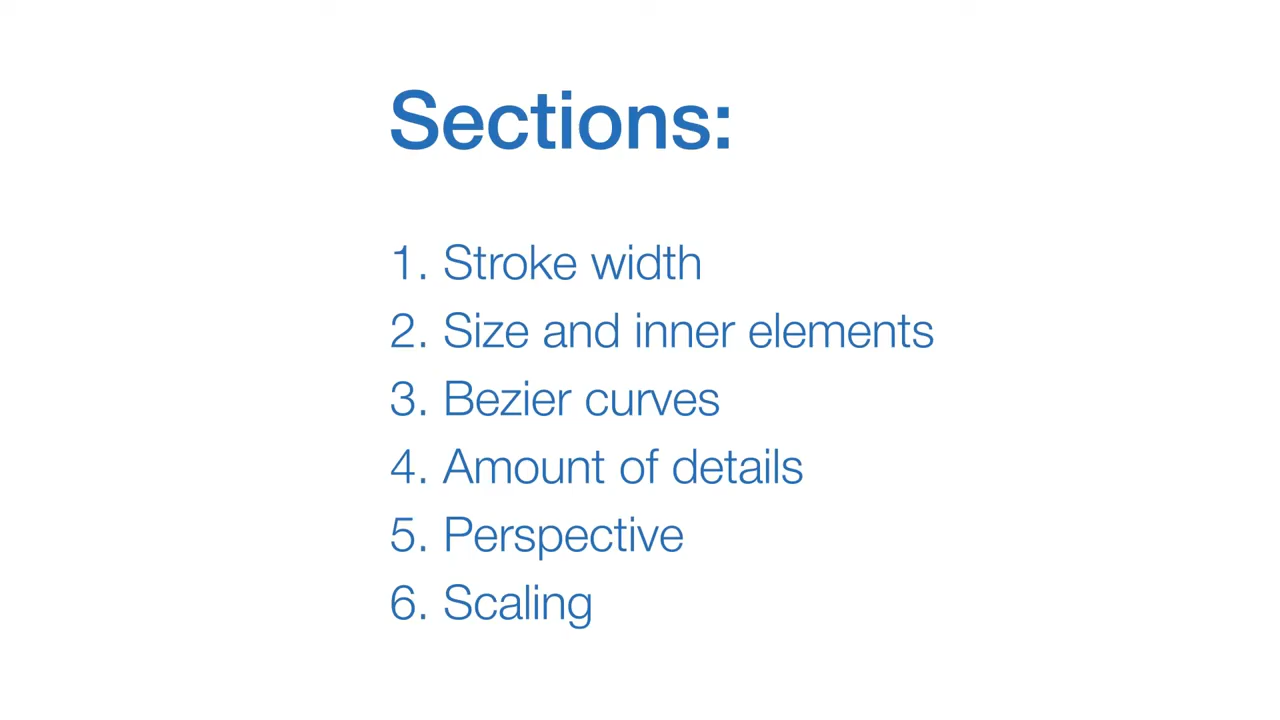 Sections:
1. Stroke width
2. Size and inner elements
3. Bezier curves
4. Amount of details
5. Perspective
6. Scaling